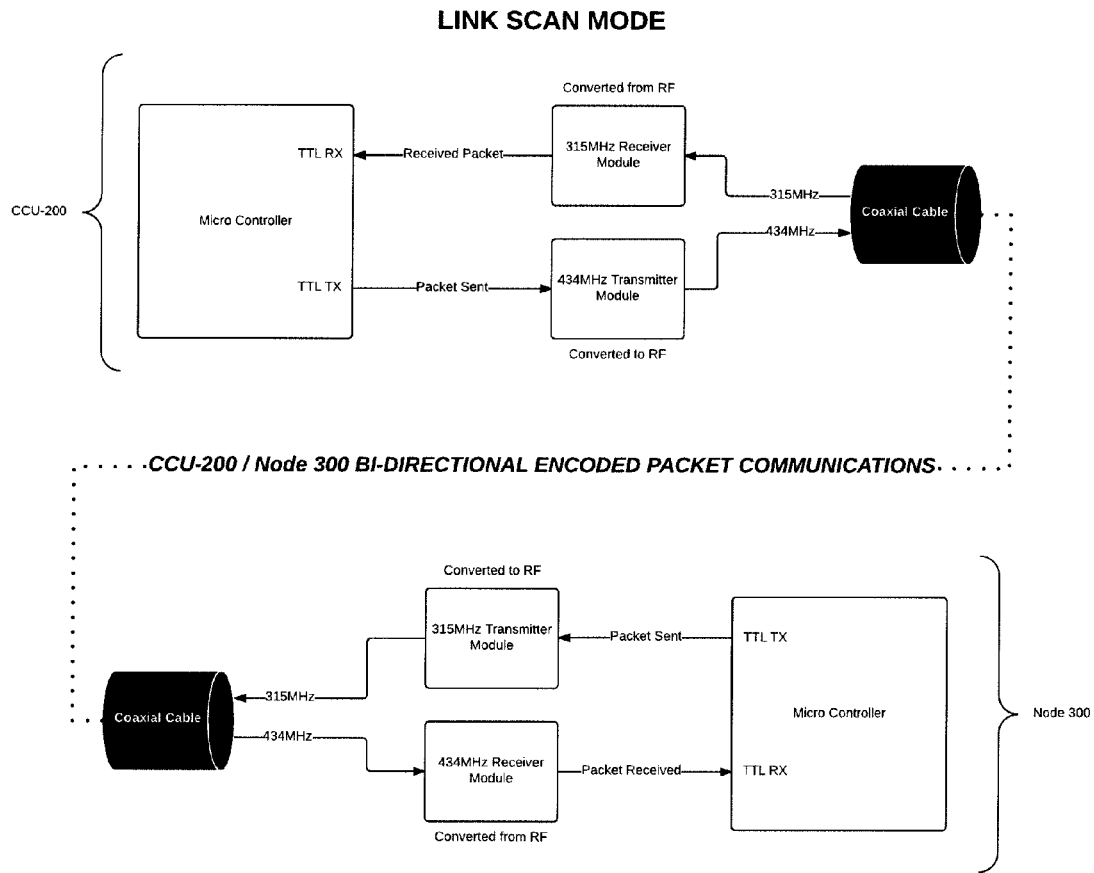 LINK SCAN MODE
Converted from RF
TTL RX
Received Packet
315MHz Receiver
Module
315MHz
CCU-200
Micro Controller
Coaxial Cable
434MHz
TTL TX
Packet Sent
434MHz Transmitter
Module
Converted to RF
CCU-200 / Node 300 BI-DIRECTIONAL ENCODED PACKET COMMUNICATIONS
Converted to RF
315MHz Transmitter
Module
Packet Sent
TTL TX
315MHz
Coaxial Cable
Micro Controller
Node 300
434MHz
434MHz Receiver
Module
Packet Received
TTL RX
Converted from RF